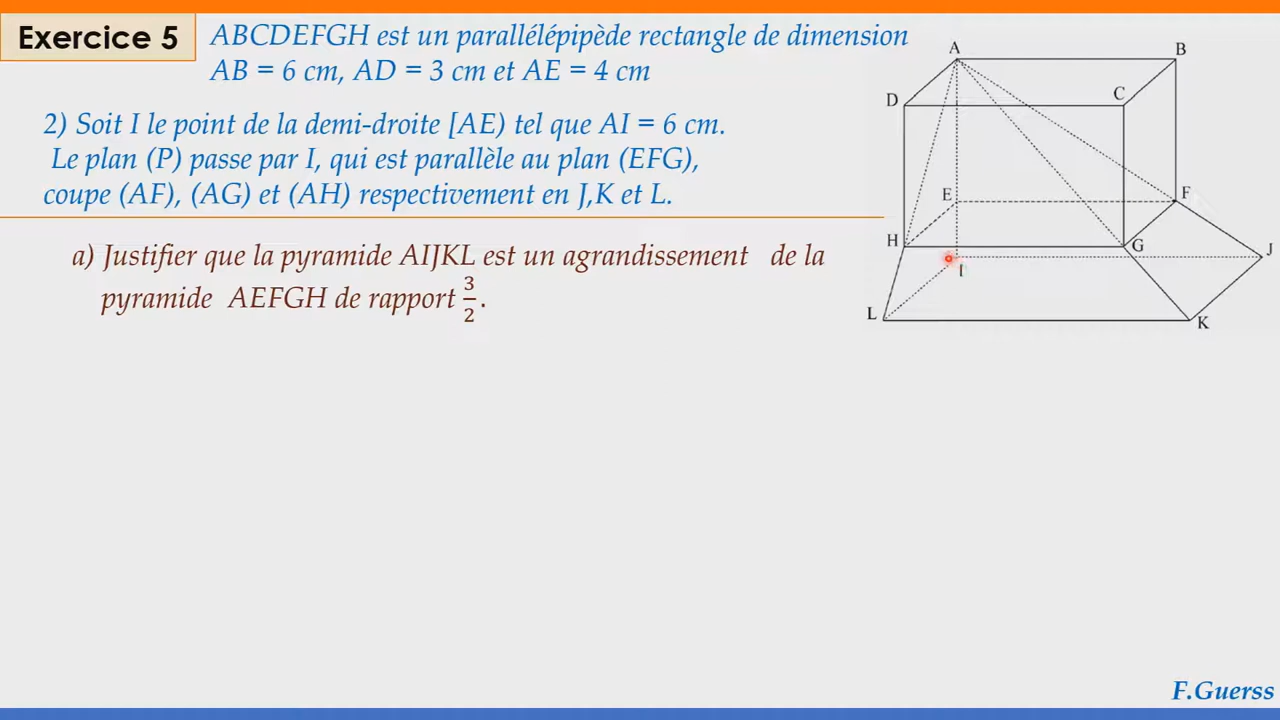 Exercice 5
ABCDEFGH est un parallélépipède rectangle de dimension
AB = 6 cm, AD = 3 cm et AE = 4 cm
2) Soit I le point de la demi-droite [AE) tel que AI = 6 cm.
Le plan (P) passe par I, qui est parallèle au plan (EFG),
coupe (AF), (AG) et (AH) respectivement en J,K et L.
a) Justifier que la pyramide AIJKL est un agrandissement de la
pyramide AEFGH de rapport 3/2.
A
B
D
C
E
F
H
G
I
J
L
K
F.Guerss